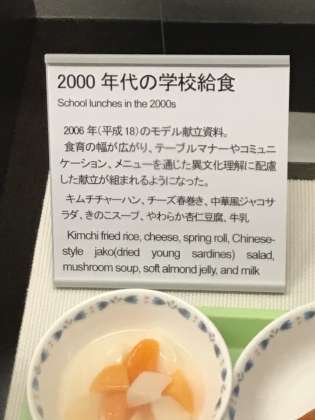 2000 年代の学校給食
School lunches in the 2000s
2006 年(平成 18)のモデル献立資料。
食育の幅が広がり、テーブルマナーやコミュニ
ケーション、メニューを通じた異文化理解に配慮
した献立が組まれるようになった。
キムチチャーハン、チーズ春巻き、中華風ジャコサ
ラダ、きのこスープ、やわらか杏仁豆腐、牛乳
Kimchi fried rice, cheese, spring roll, Chinese-
style jako(dried young sardines) salad,
mushroom soup, soft almond jelly, and milk